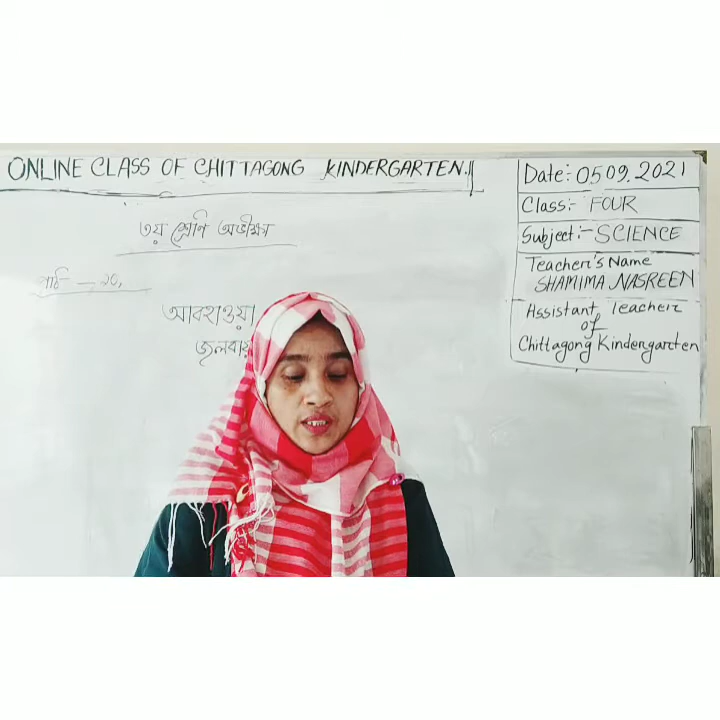 ONLINE CLASS OF CHITTAGONG KINDERGARTEN.
Date: 05 09. 2021
Class:- FOUR
Subject:- SCIENCE
Teacher's Name
SHAMIMA NASREEN
Assistant Teacher
of
Chittagong Kindergarten
৩য় শ্রেণি অভীক্ষা
আবহাওয়া